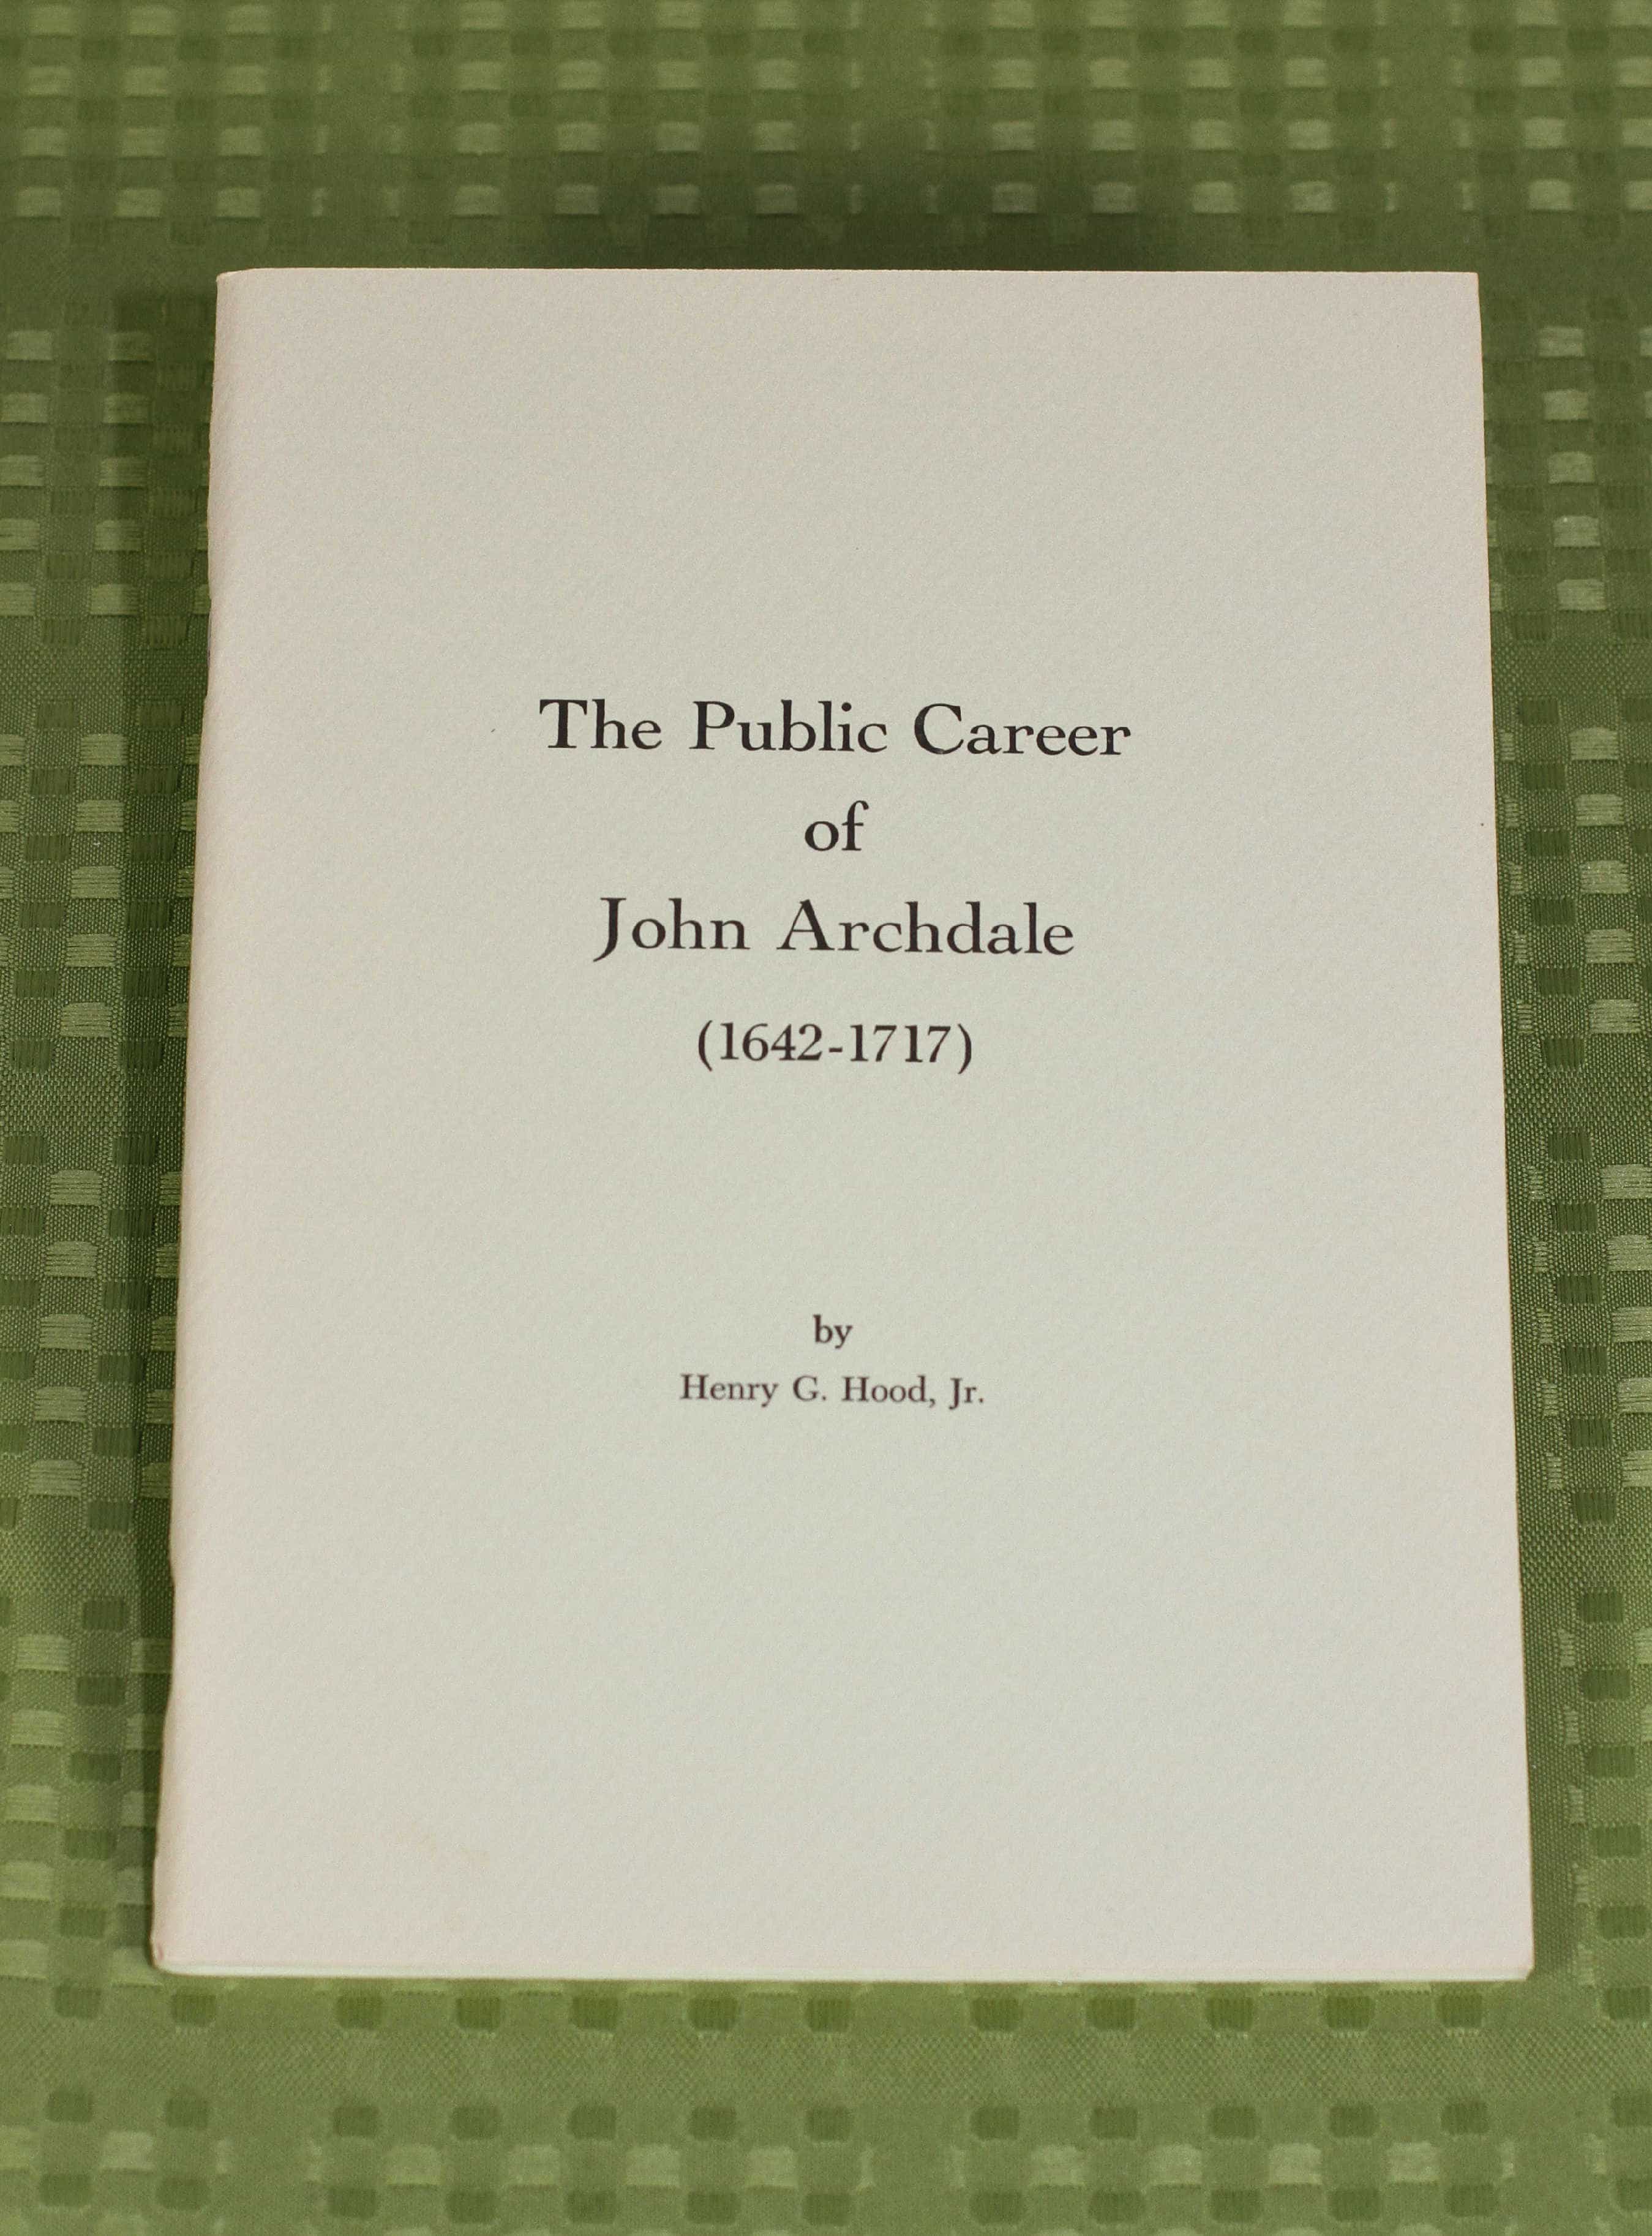 The Public Career
of
John Archdale
(1642-1717)
by
Henry G. Hood, Jr.